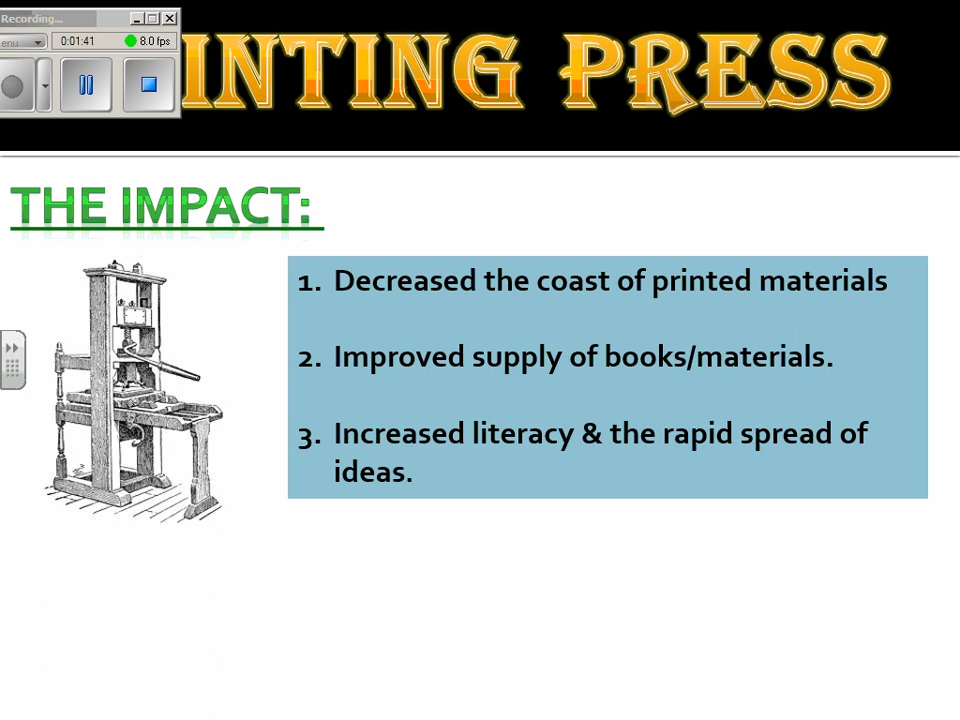 Recording...
enu
0:01:41
8.0 fps
INTING PRESS
THE IMPACT:
1. Decreased the coast of printed materials
2. Improved supply of books/materials.
3. Increased literacy & the rapid spread of
ideas.